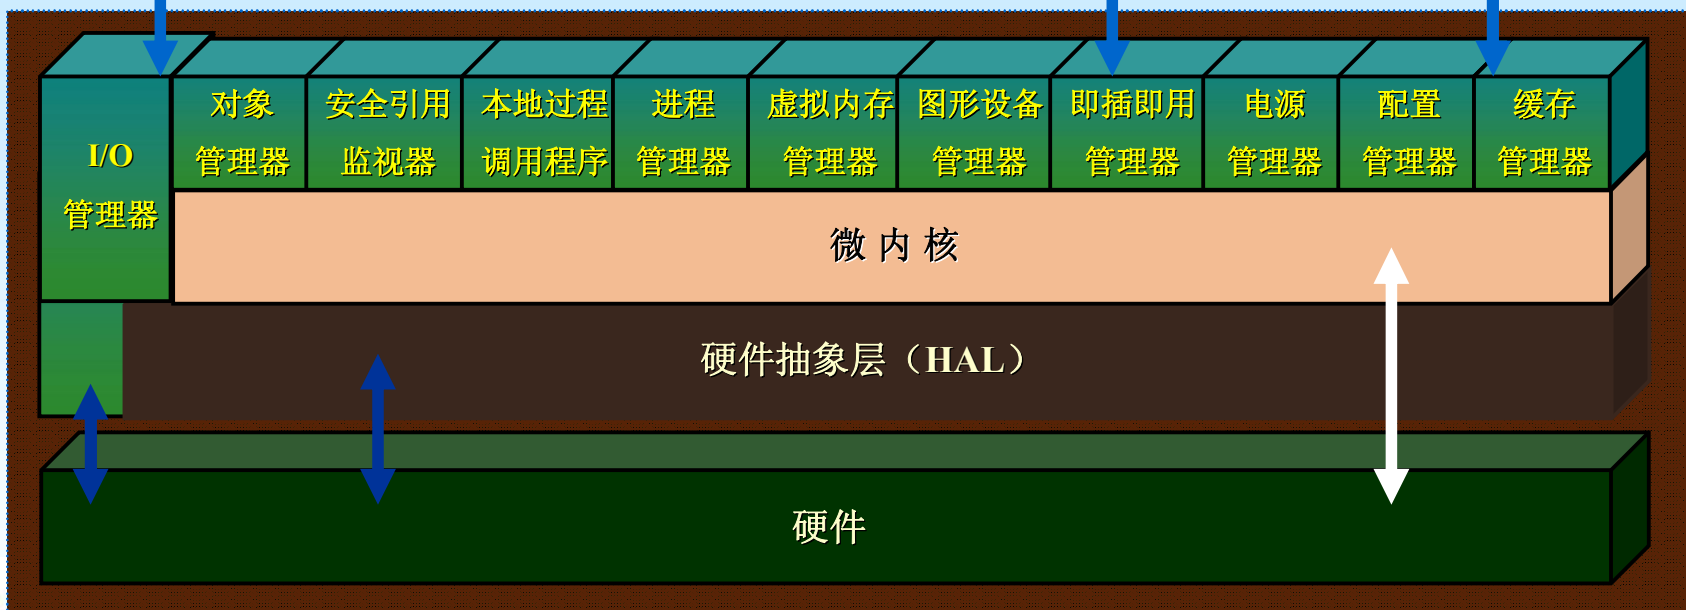 I/O
管理器
对象
管理器
安全引用
监视器
本地过程
调用程序
进程
管理器
虚拟内存
管理器
图形设备
管理器
即插即用
管理器
电源
管理器
配置
管理器
缓存
管理器
微 内 核
硬件抽象层（HAL）
硬件